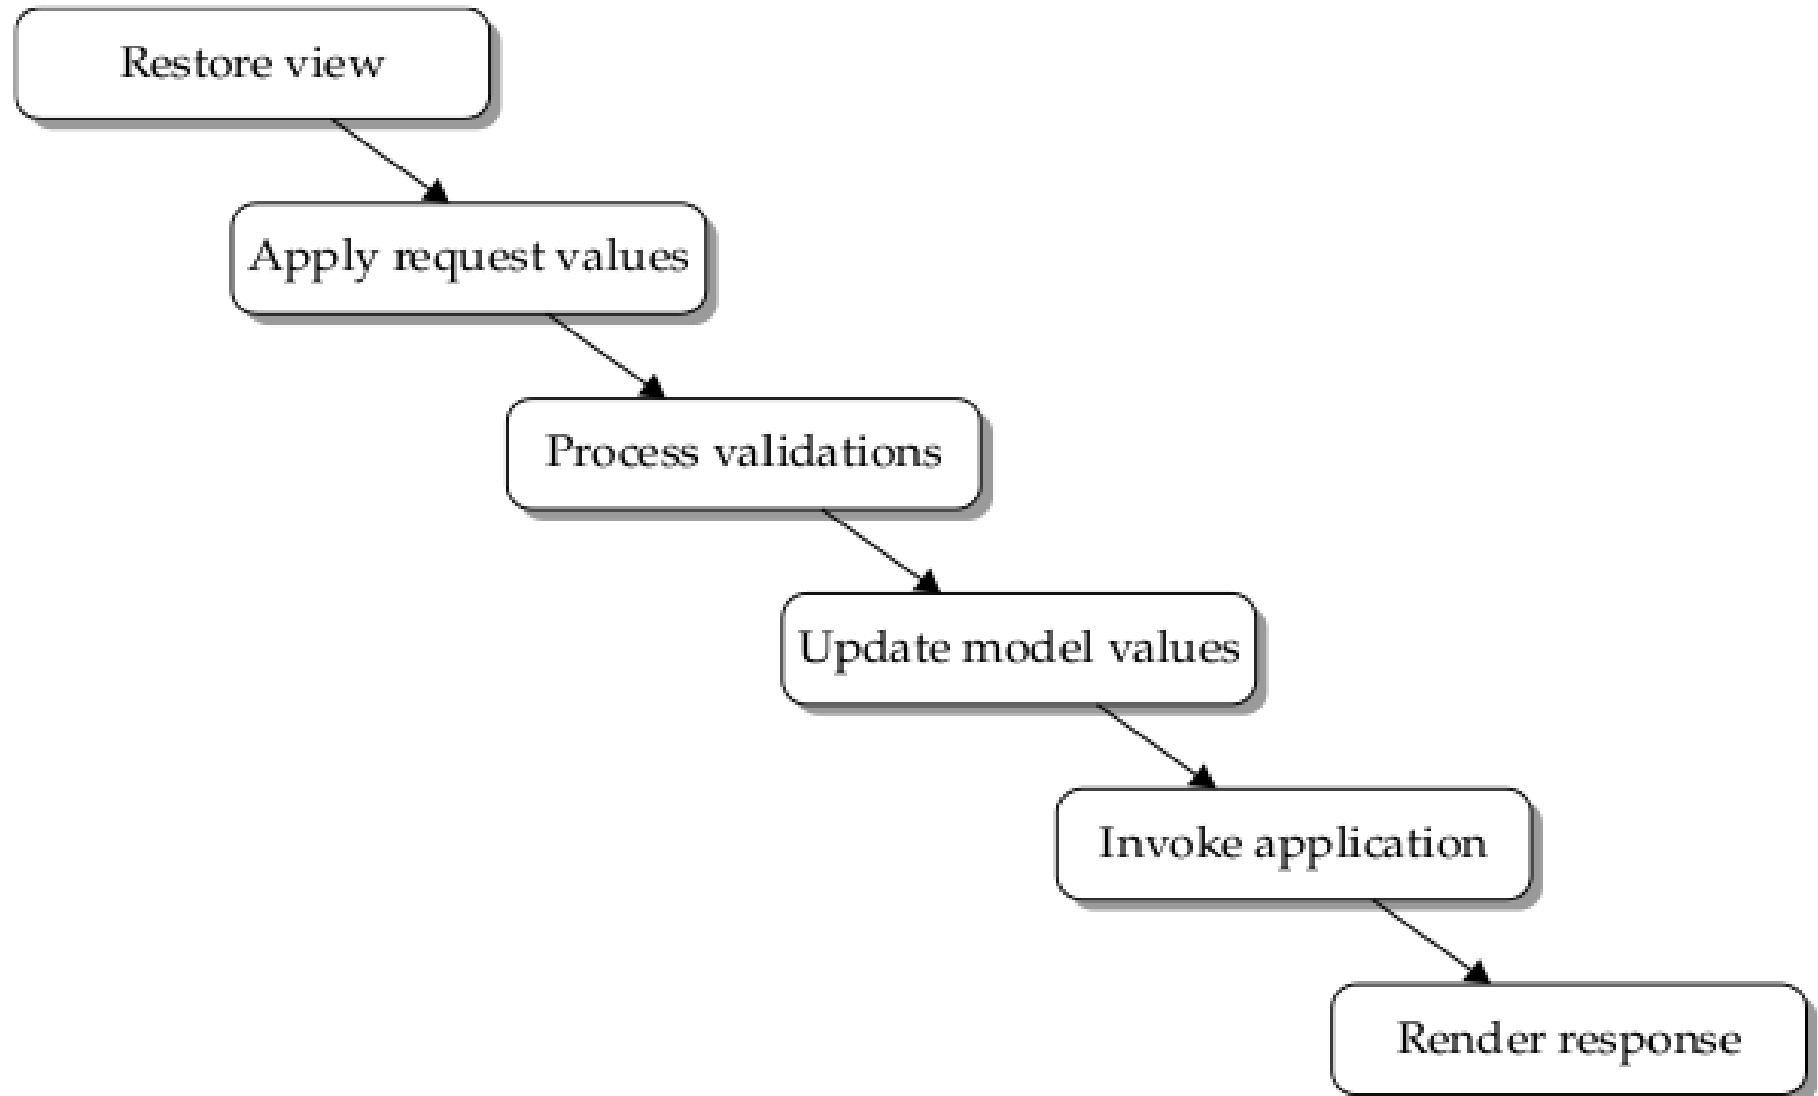 Restore view
Apply request values
Process validations
Update model values
Invoke application
Render response